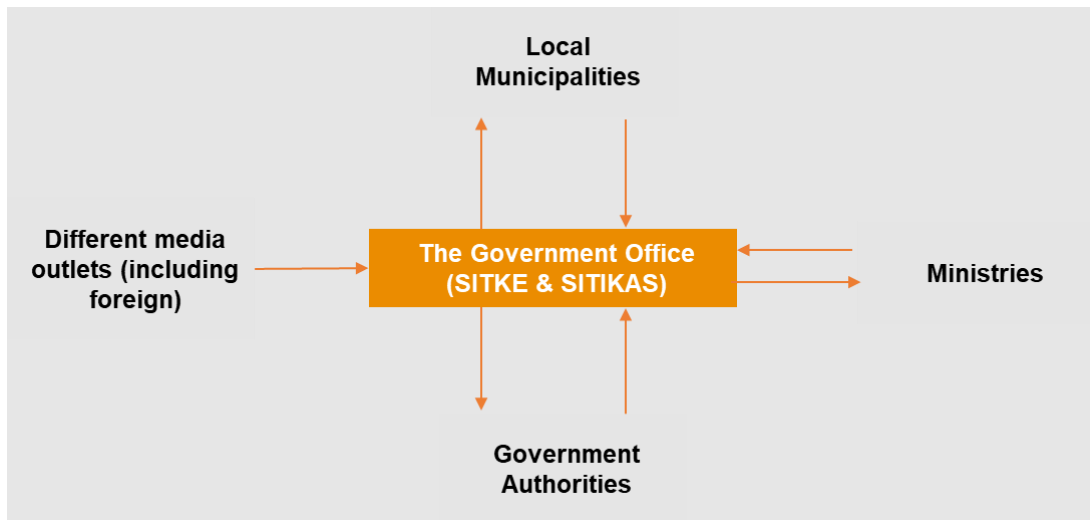 Local
Municipalities
Different media
outlets (including
foreign)
The Government Office
(SITKE & SITIKAS)
Ministries
Government
Authorities